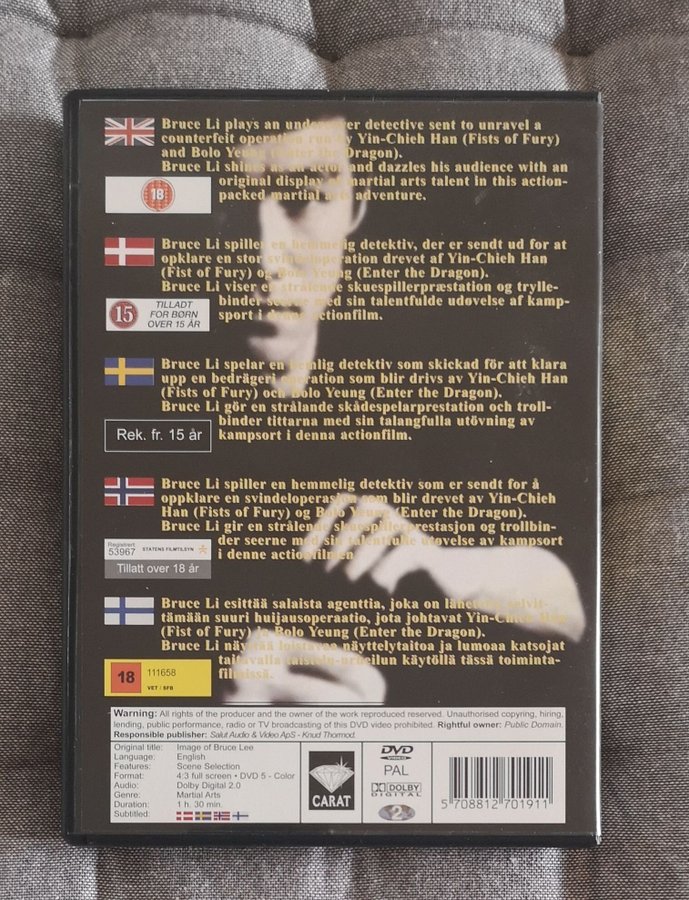 Bruce Li plays an undercover detective sent to unravel a
counterfeit operation run by Yin-Chieh Han (Fists of Fury)
and Bolo Yeung (Enter the Dragon).
Bruce Li shines as an actor and dazzles his audience with an
original display of martial arts talent in this action-
packed martial arts adventure.
18
Bruce Li spiller en hemmelig detektiv, der er sendt ud for at
opklare en stor svindeloperation drevet af Yin-Chieh Han
(Fist of Fury) og Bolo Yeung (Enter the Dragon).
Bruce Li viser en strålende skuespillerpræstation og trylle-
binder seerne med sin talentfulde udøvelse af kamp-
sport i denne actionfilm.
15
TILLADT
FOR BØRN
OVER 15 ÅR
Bruce Li spelar en hemlig detektiv som skickad för att klara
upp en bedrägeri operation som blir drivs av Yin-Chieh Han
(Fists of Fury) och Bolo Yeung (Enter the Dragon).
Bruce Li gör en strålande skådespelarprestation och troll-
binder tittarna med sin talangfulla utövning av
kampsort i denna actionfilm.
Rek. fr. 15 år
Bruce Li spiller en hemmelig detektiv som er sendt for å
oppklare en svindeloperasjon som blir drevet av Yin-Chieh
Han (Fists of Fury) og Bolo Yeung (Enter the Dragon).
Bruce Li gir en strålende skuespillerprestasjon og trollbin-
der seerne med sin talentfulle utøvelse av kampsort
i denne actionfilmen
Registrert
53967 STATENS FILMTILSYN
Tillatt over 18 år
Bruce Li esittää salaista agenttia, joka on lähetetty selvit-
tämään suuri huijausoperaatio, jota johtavat Yin-Chieh Han
(Fist of Fury) ja Bolo Yeung (Enter the Dragon).
Bruce Li näyttää loistavaa näyttelytaitoa ja lumoaa katsojat
taitavalla taistelu-urheilun käytöllä tässä toiminta-
filmissä.
18 111658
VET / SFB
Warning: All rights of the producer and the owner of the work reproduced reserved. Unauthorised copyring, hiring,
lending, public performance, radio or TV broadcasting of this DVD video prohibited. Rightful owner: Public Domain.
Responsible publisher: Salut Audio & Video ApS - Knud Thormod.
Original title: Image of Bruce Lee
Language: English
Features: Scene Selection
Format: 4:3 full screen • DVD 5 - Color
Audio: Dolby Digital 2.0
Genre: Martial Arts
Duration: 1 h. 30 min.
Subtitled:
CARAT
DVD
VIDEO
PAL
DOLBY
DIGITAL
2
5 708812 701911